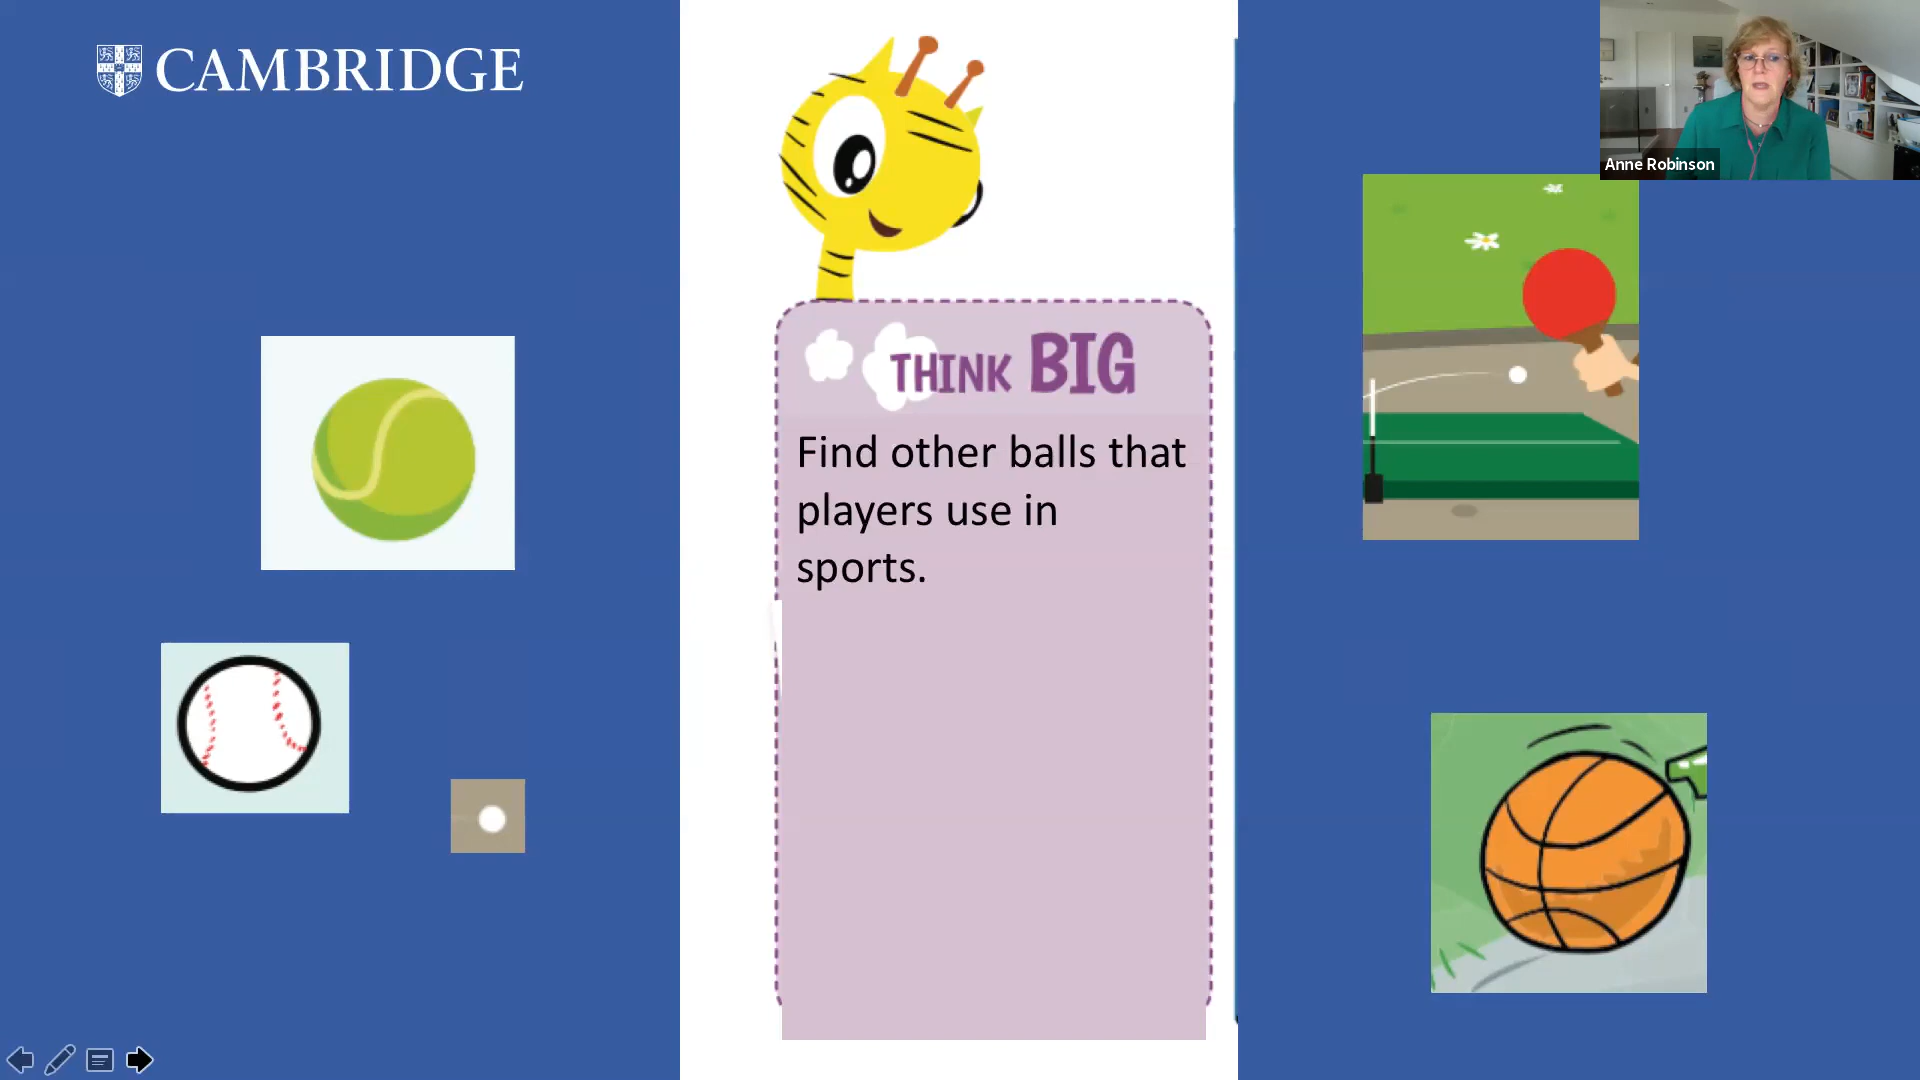 CAMBRIDGE
Anne Robinson
THINK BIG
Find other balls that
players use in
sports.